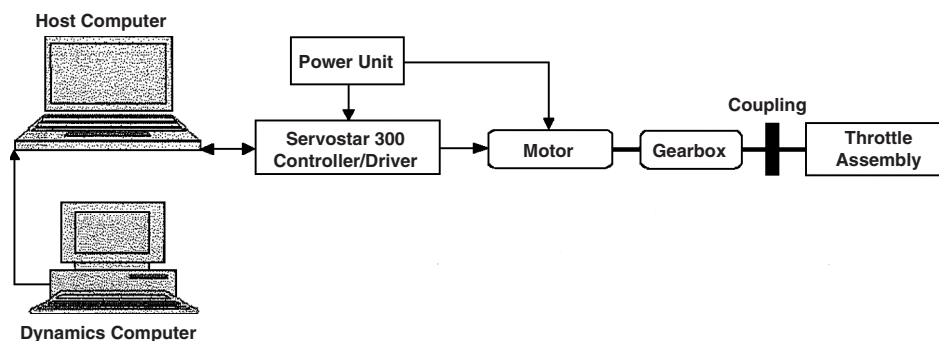 Host Computer
Power Unit
Coupling
Servostar 300
Controller/Driver
Motor
Gearbox
Throttle
Assembly
Dynamics Computer